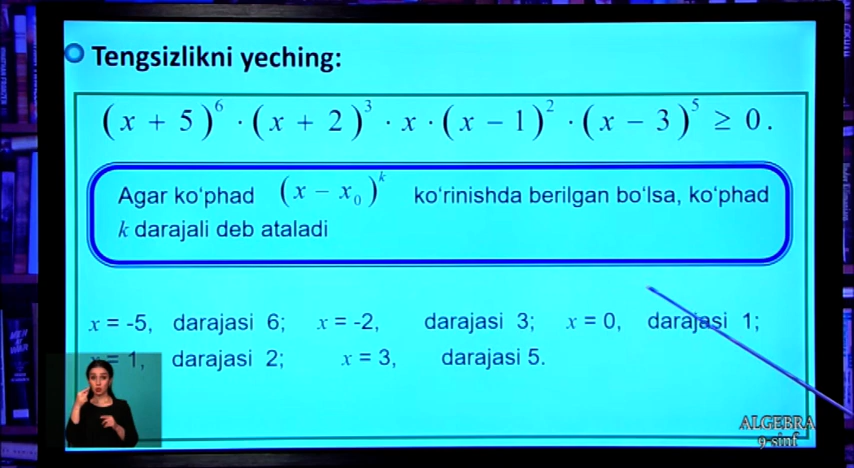 Tengsizlikni yeching:
(x + 5)⁶ · (x + 2)³ · x · (x − 1)² · (x − 3)⁵ ≥ 0.
Agar ko‘phad (x − x₀)ᵏ ko‘rinishda berilgan bo‘lsa, ko‘phad
k darajali deb ataladi
x = -5, darajasi 6; x = -2, darajasi 3; x = 0, darajasi 1;
x = 1, darajasi 2; x = 3, darajasi 5.
ALGEBRA
9-sinf